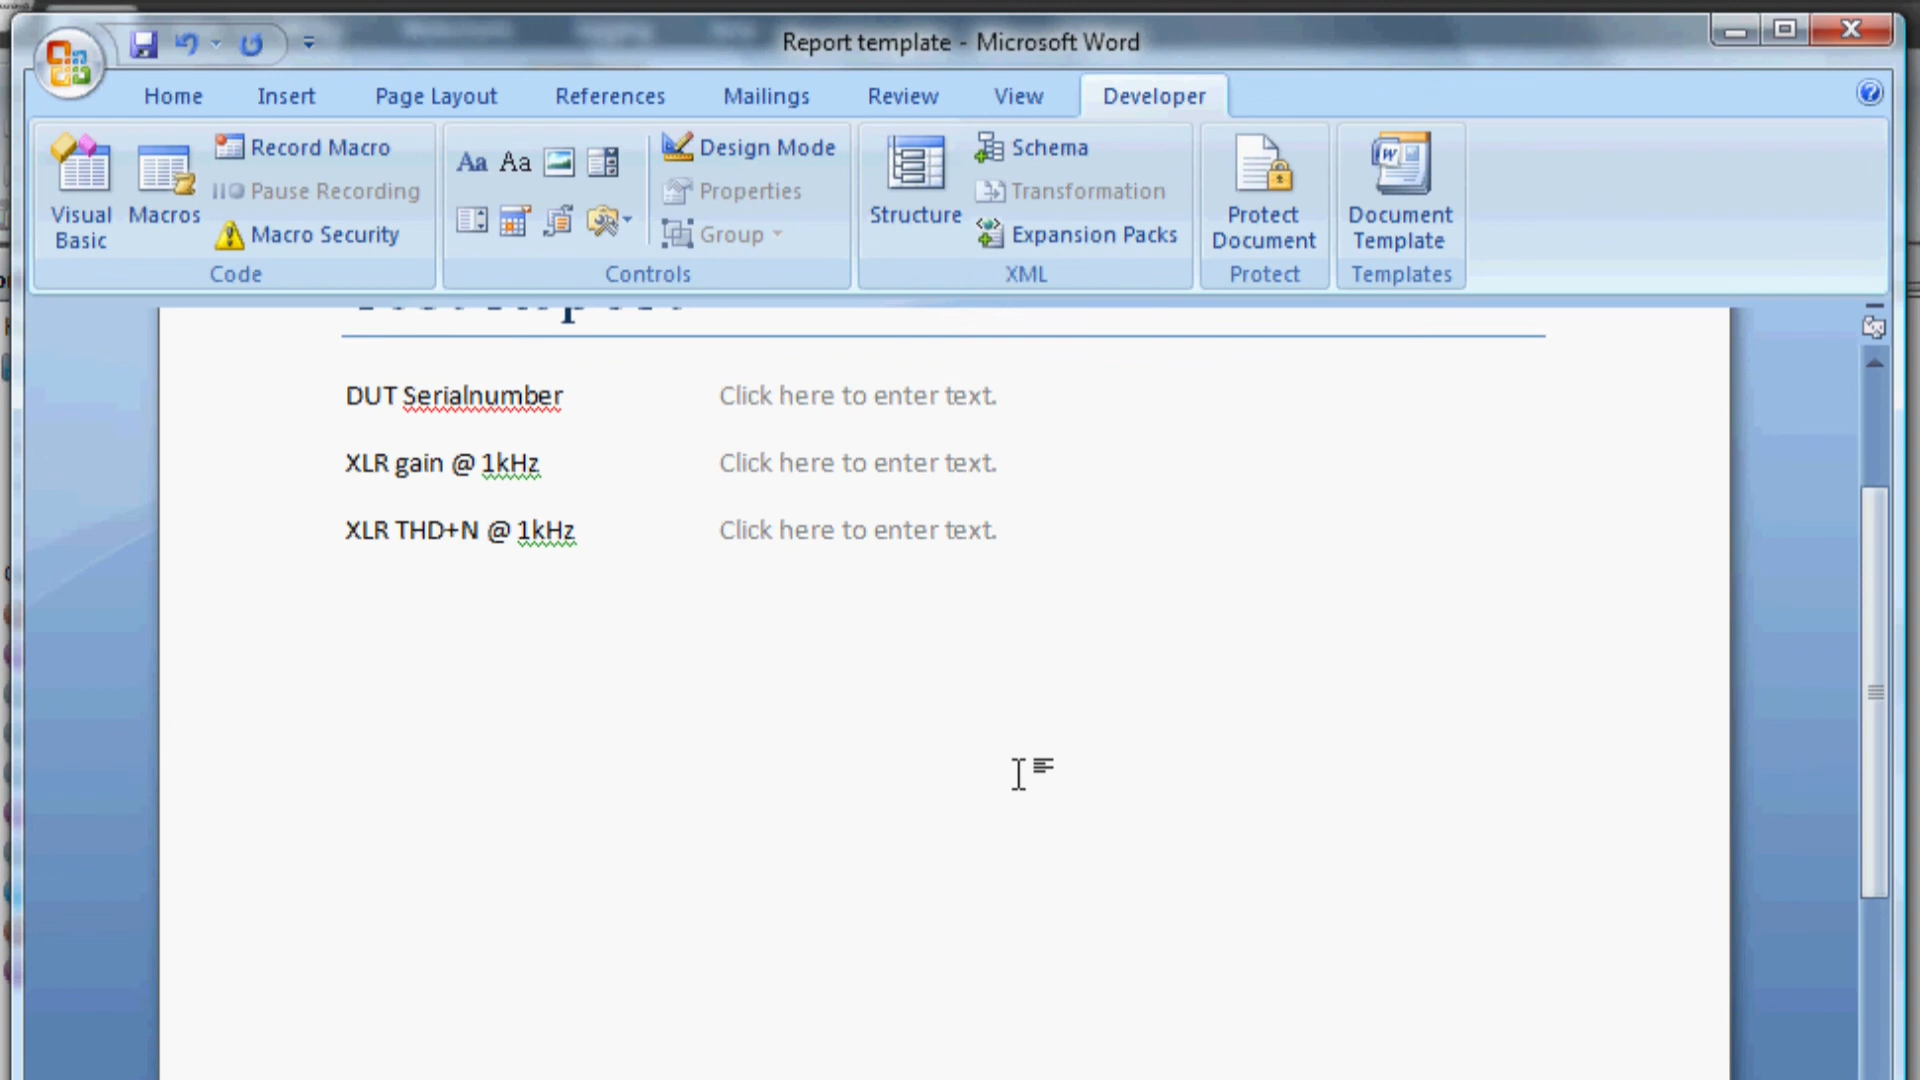 Report template - Microsoft Word
Home Insert Page Layout References Mailings Review View Developer
Visual Basic
Macros
Record Macro
Pause Recording
Macro Security
Code
Aa Aa
Design Mode
Properties
Group
Controls
Structure
Schema
Transformation
Expansion Packs
XML
Protect Document
Protect
Document Template
Templates
DUT Serialnumber Click here to enter text.
XLR gain @ 1kHz Click here to enter text.
XLR THD+N @ 1kHz Click here to enter text.